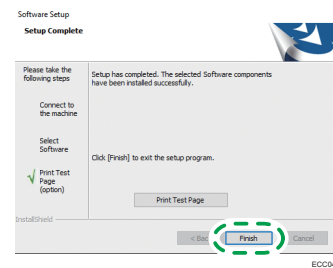 Software Setup
Setup Complete
Please take the
following steps
Setup has completed. The selected Software components
have been installed successfully.
Connect to
the machine
Select
Software
Click [Finish] to exit the setup program.
Print Test
Page
(option)
Print Test Page
InstallShield
Finish
Cancel